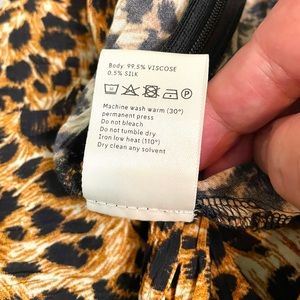 Body: 99.5% VISCOSE
0.5% SILK
P
Machine wash warm (30°)
permanent press
Do not bleach
Do not tumble dry
Iron low heat (110°)
Dry clean any solvent